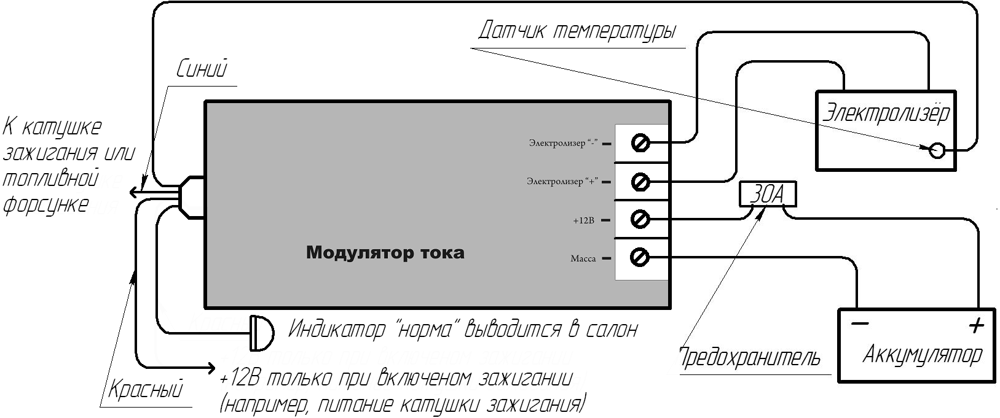 Датчик температуры
Синий
К катушке
зажигания или
топливной
форсунке
Электролизёр
Электролизер “-”
Электролизер “+”
30А
+12В
Масса
Модулятор тока
Индикатор "норма" выводится в салон
− +
Аккумулятор
Предохранитель
+12В только при включеном зажигании
(например, питание катушки зажигания)
Красный